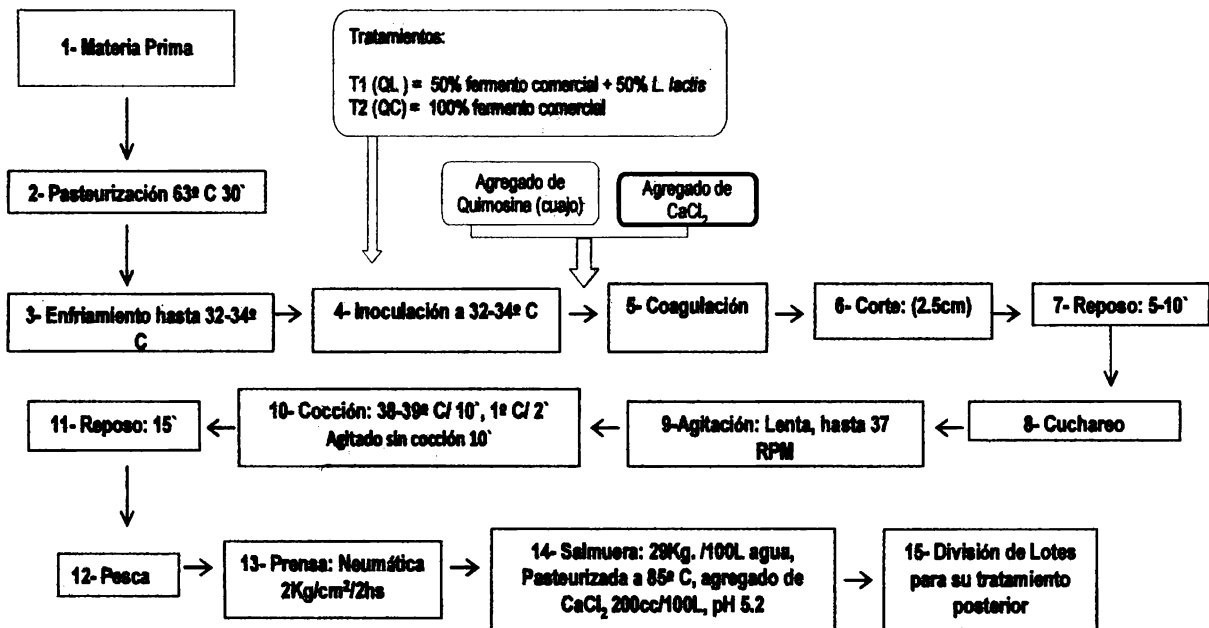 1- Materia Prima
Tratamientos:
T1 (QL ) = 50% fermento comercial + 50% L. lactis
T2 (QC) = 100% fermento comercial
2- Pasteurización 63º C 30`
Agregado de
Quimosina (cuajo)
Agregado de
CaCl₂
3- Enfriamiento hasta 32-34º
C
4- Inoculación a 32-34º C
5- Coagulación
6- Corte: (2.5cm)
7- Reposo: 5-10`
8- Cuchareo
9-Agitación: Lenta, hasta 37
RPM
10- Cocción: 38-39º C/ 10`, 1º C/ 2`
Agitado sin cocción 10`
11- Reposo: 15`
12- Pesca
13- Prensa: Neumática
2Kg/cm²/2hs
14- Salmuera: 29Kg. /100L agua,
Pasteurizada a 85º C, agregado de
CaCl₂ 200cc/100L, pH 5.2
15- División de Lotes
para su tratamiento
posterior